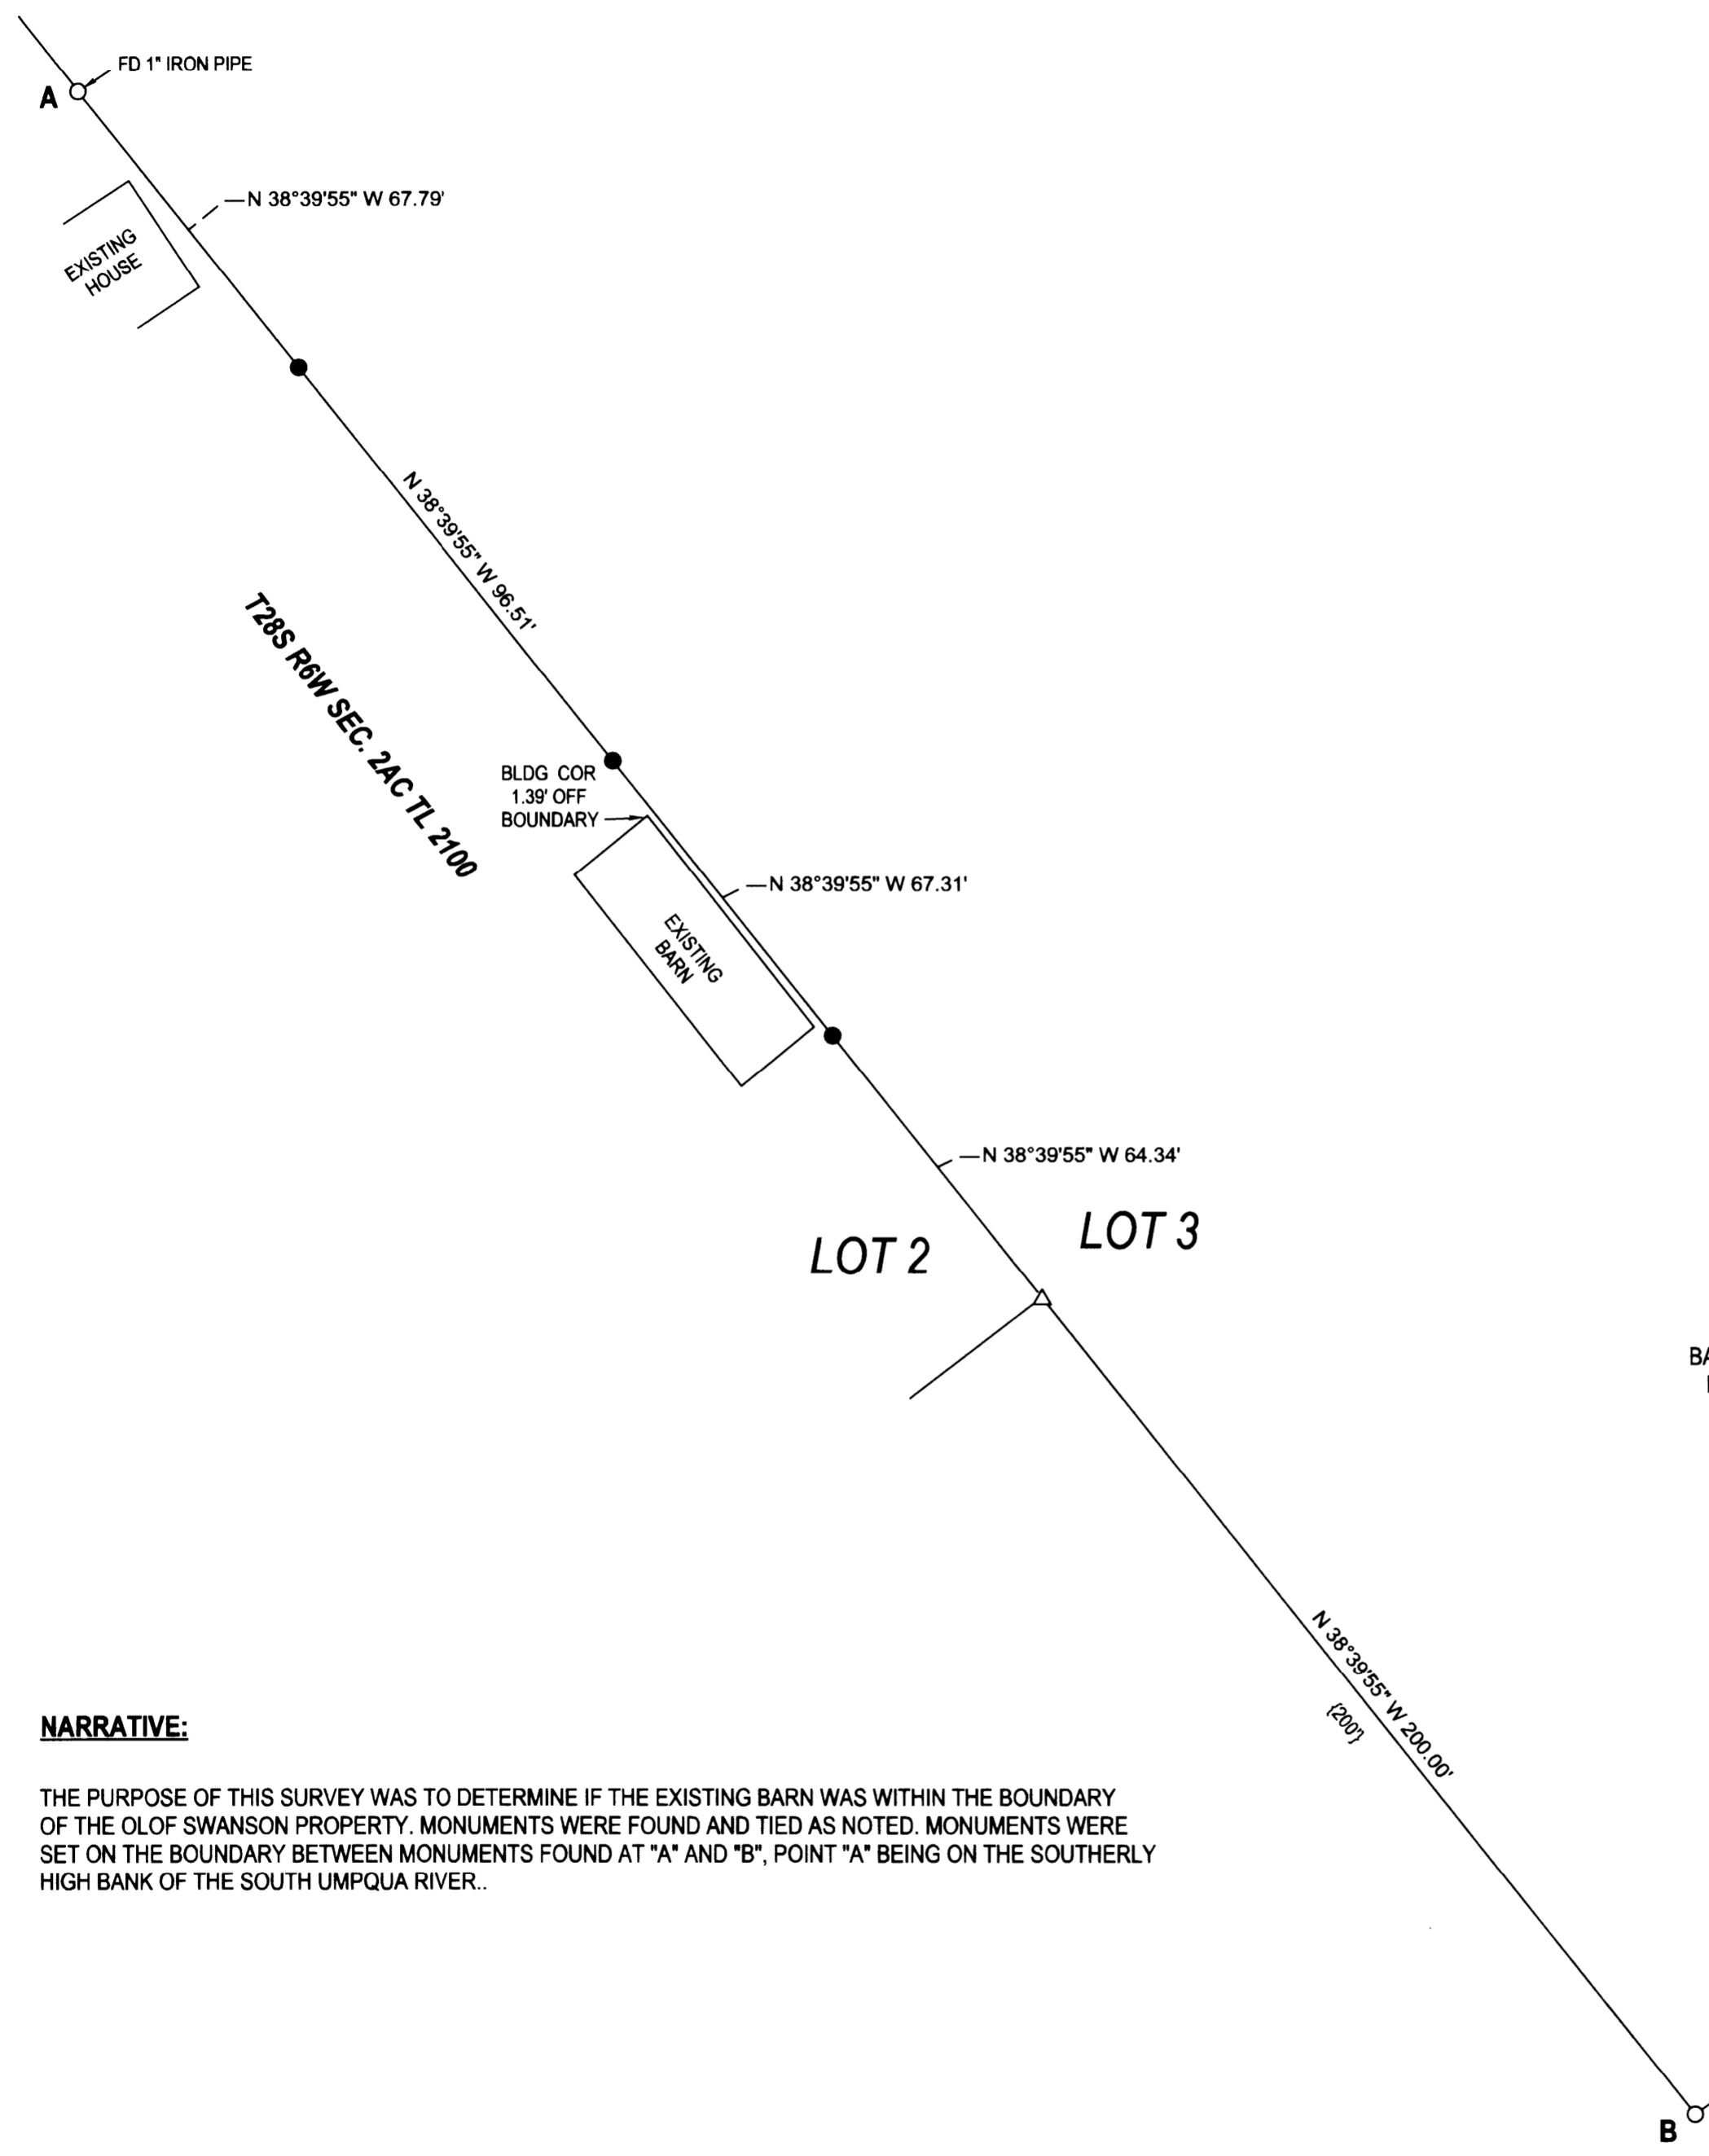 FD 1" IRON PIPE
A
N 38°39'55" W 67.79'
EXISTING
HOUSE
N 38°39'55" W 96.51'
T28S R6W SEC. 2AC TL 2100
BLDG COR
1.39' OFF
BOUNDARY
N 38°39'55" W 67.31'
EXISTING
BARN
N 38°39'55" W 64.34'
LOT 3
LOT 2
N 38°39'55" W 200.00'
{200'}
NARRATIVE:
THE PURPOSE OF THIS SURVEY WAS TO DETERMINE IF THE EXISTING BARN WAS WITHIN THE BOUNDARY
OF THE OLOF SWANSON PROPERTY. MONUMENTS WERE FOUND AND TIED AS NOTED. MONUMENTS WERE
SET ON THE BOUNDARY BETWEEN MONUMENTS FOUND AT "A" AND "B", POINT "A" BEING ON THE SOUTHERLY
HIGH BANK OF THE SOUTH UMPQUA RIVER..
B